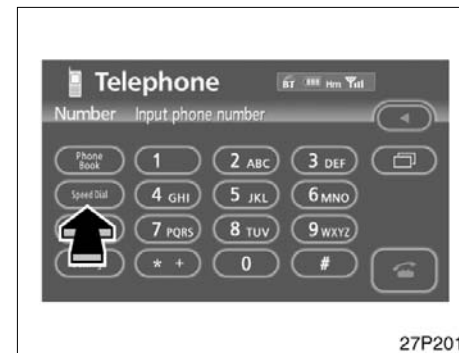 Telephone
BT Hm
Number Input phone number
Phone
Book
1
2 ABC
3 DEF
Speed Dial
4 GHI
5 JKL
6 MNO
7 PQRS
8 TUV
9 WXYZ
* +
0
#
27P201